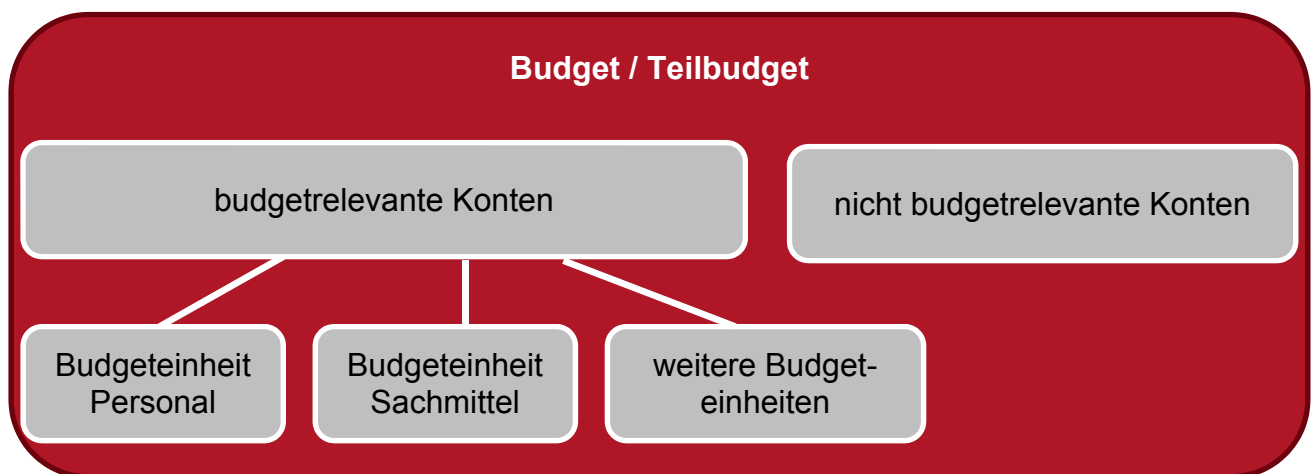 Budget / Teilbudget
budgetrelevante Konten
nicht budgetrelevante Konten
Budgeteinheit
Personal
Budgeteinheit
Sachmittel
weitere Budget-
einheiten